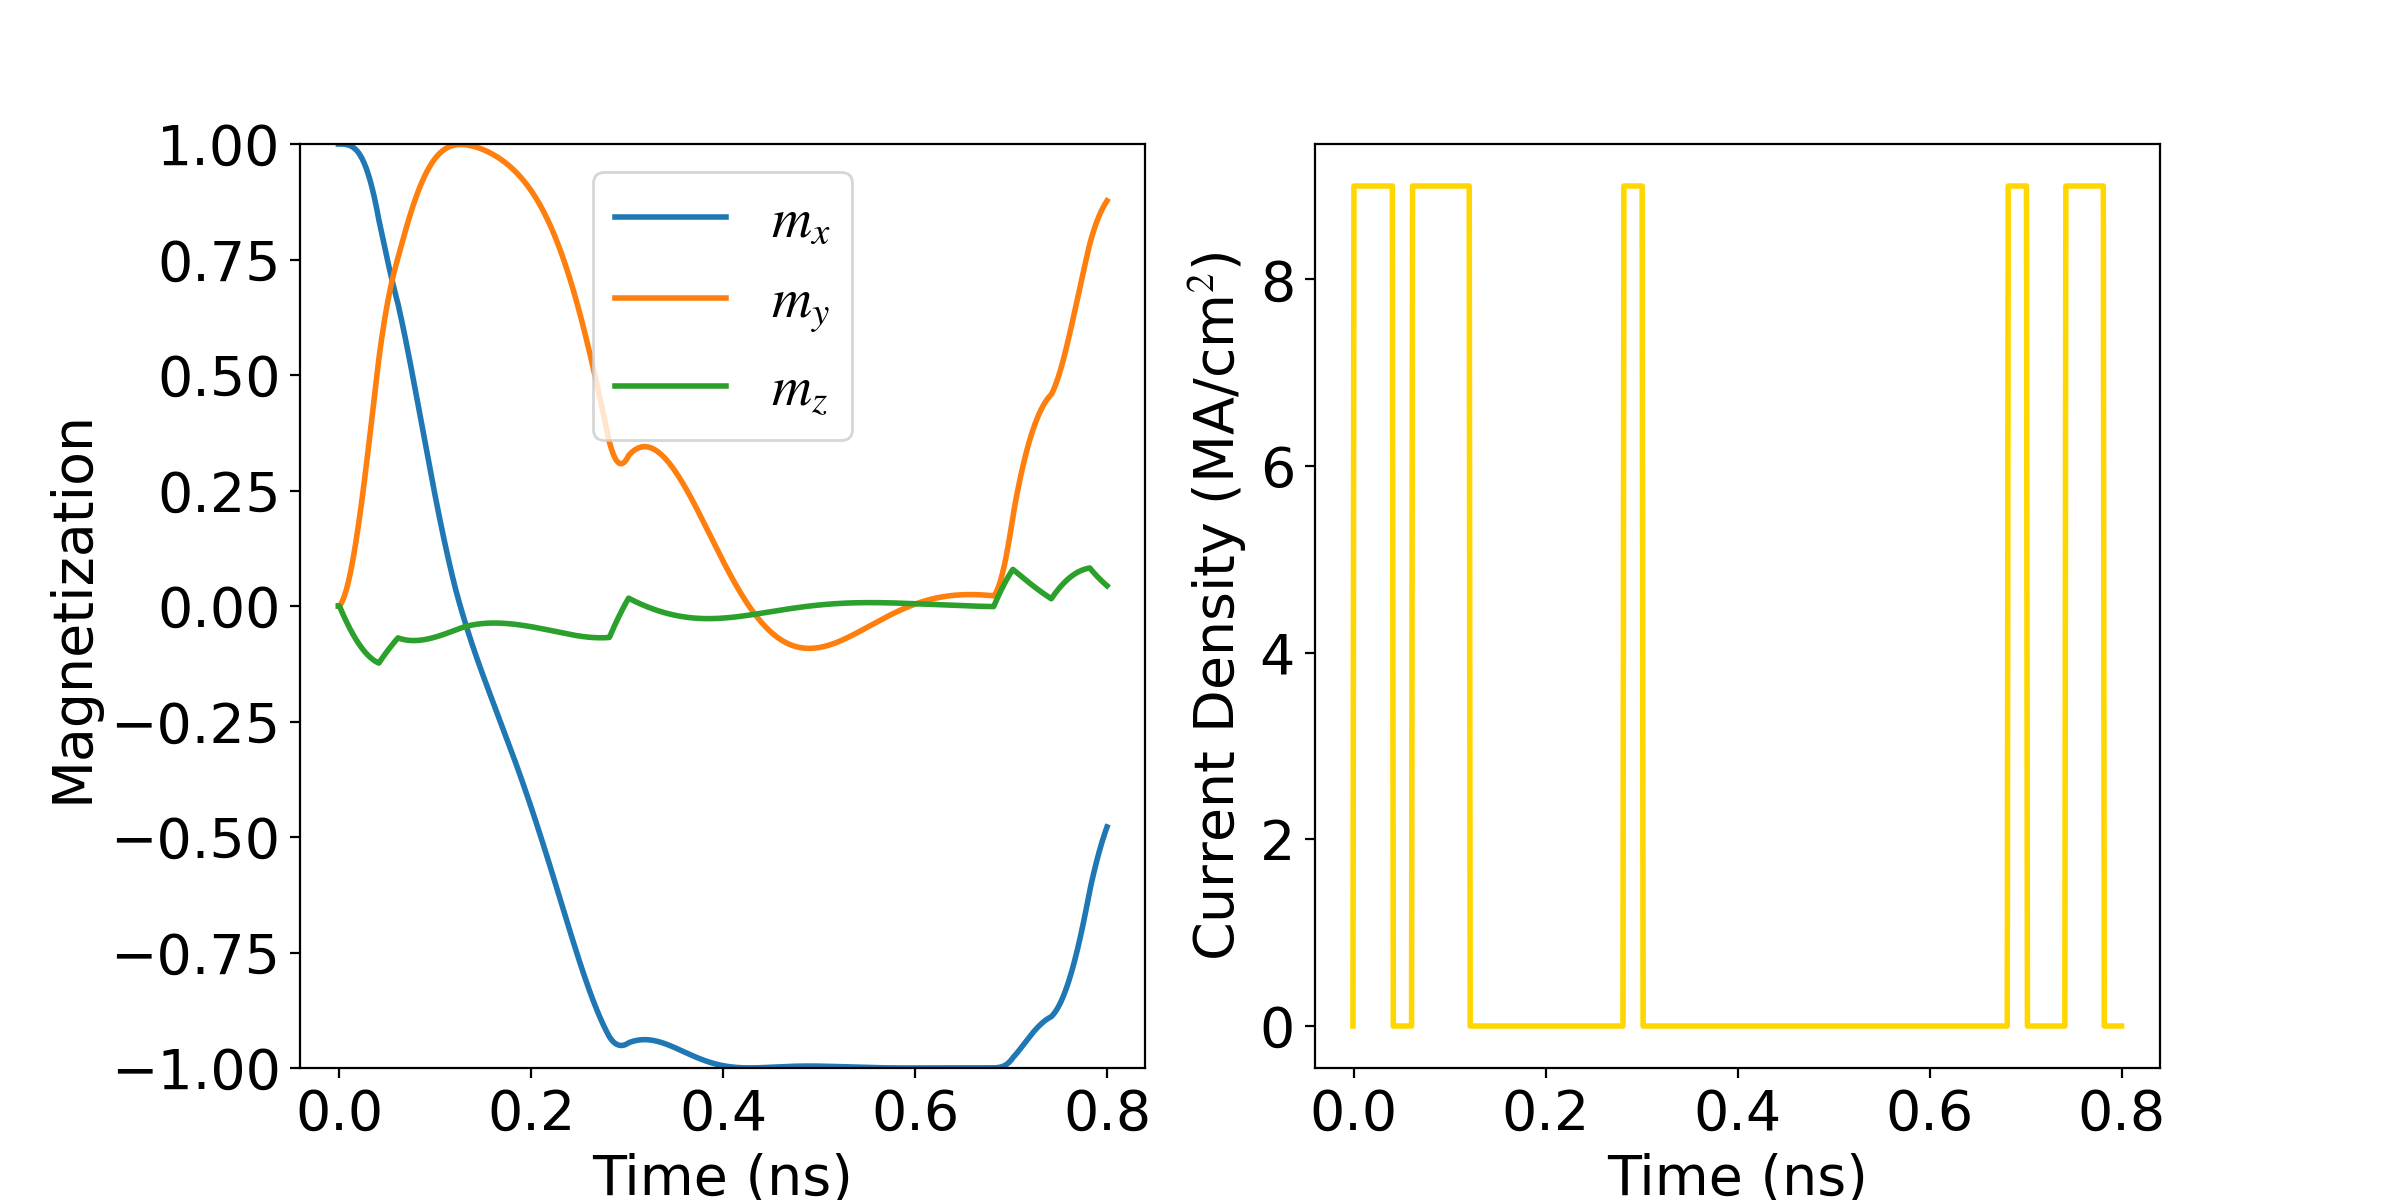 Magnetization
1.00
0.75
0.50
0.25
0.00
−0.25
−0.50
−0.75
−1.00
0.0 0.2 0.4 0.6 0.8
Time (ns)
m_x
m_y
m_z
Current Density (MA/cm²)
8
6
4
2
0
0.0 0.2 0.4 0.6 0.8
Time (ns)